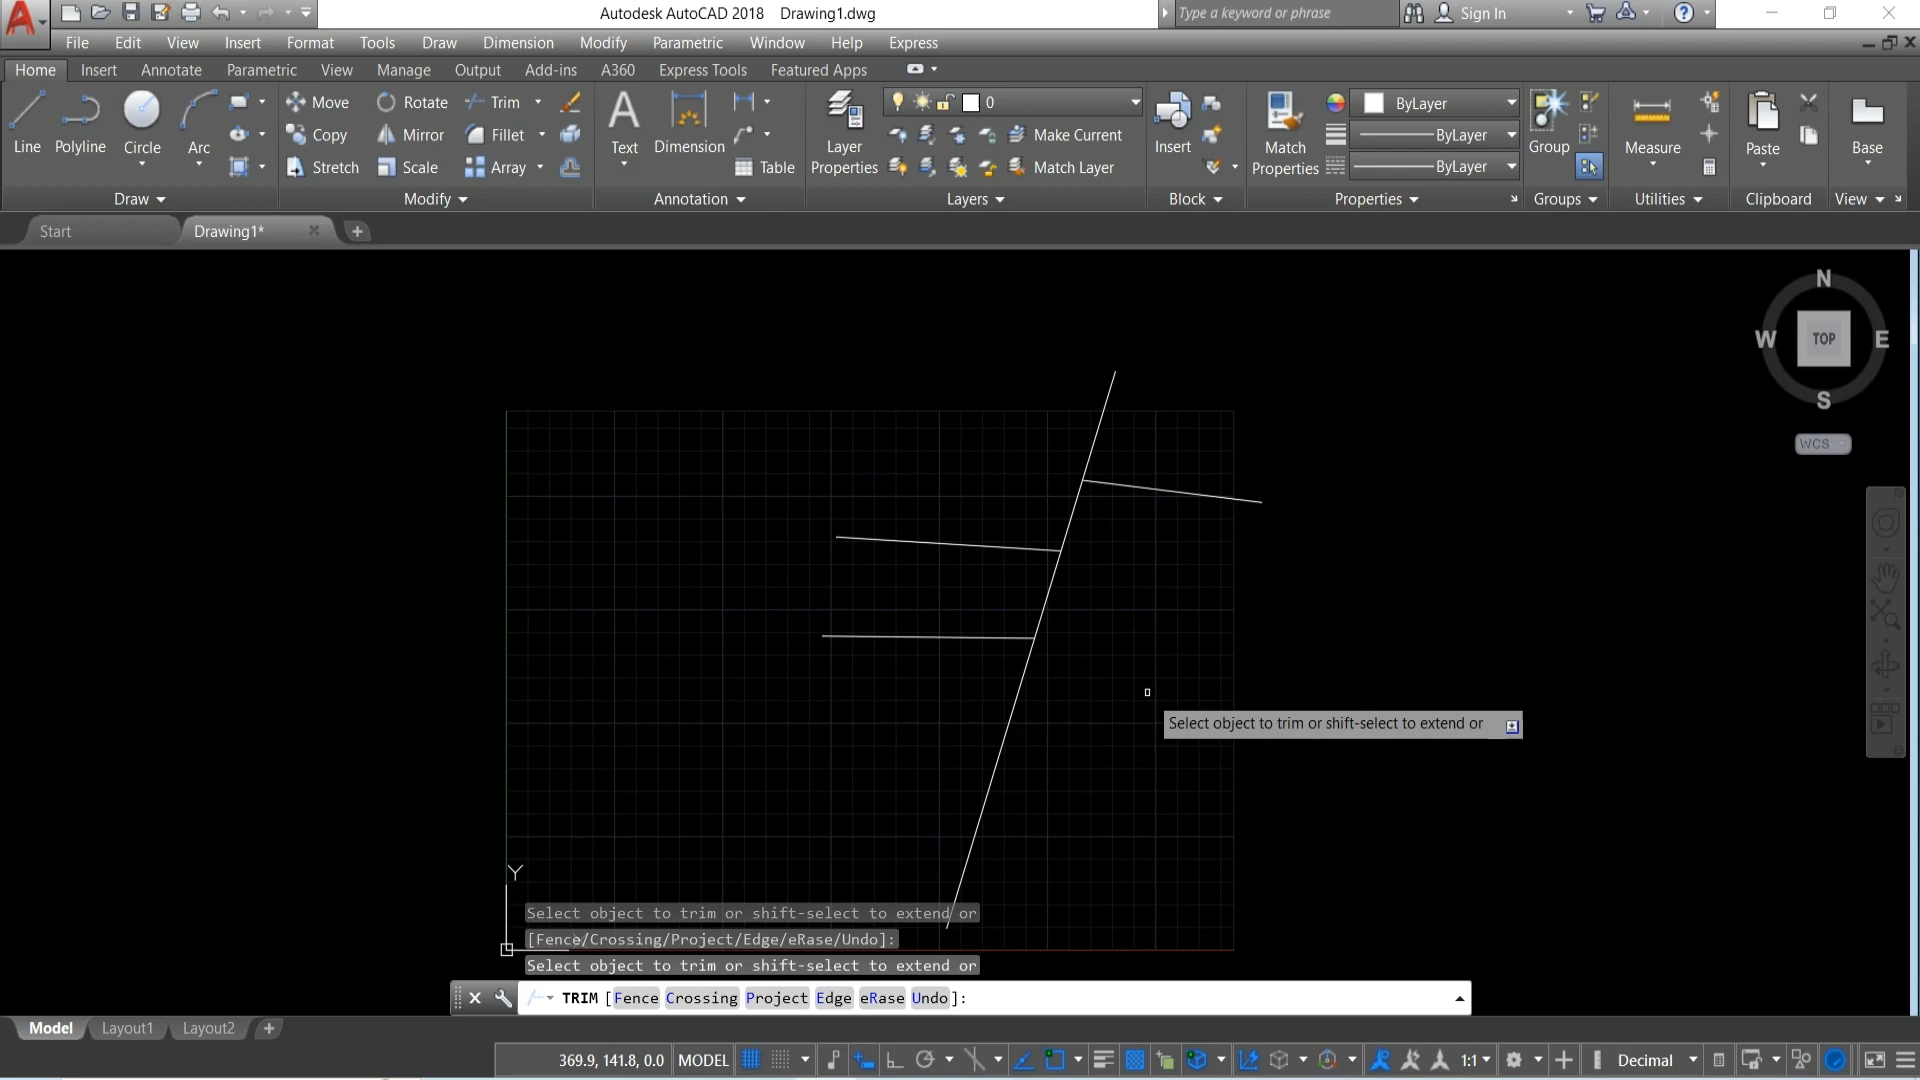 Autodesk AutoCAD 2018 Drawing1.dwg
Type a keyword or phrase
Sign In
File Edit View Insert Format Tools Draw Dimension Modify Parametric Window Help Express
Home Insert Annotate Parametric View Manage Output Add-ins A360 Express Tools Featured Apps
Line Polyline Circle Arc
Move Rotate Trim
Copy Mirror Fillet
Stretch Scale Array
Text Dimension
Table
Layer Properties
0
Make Current
Match Layer
Insert
Match Properties
ByLayer
ByLayer
ByLayer
Group
Measure
Paste
Base
Draw Modify Annotation Layers Block Properties Groups Utilities Clipboard View
Start Drawing1*
N
W TOP E
S
WCS
Select object to trim or shift-select to extend or
Y
Select object to trim or shift-select to extend or
[Fence/Crossing/Project/Edge/eRase/Undo]:
Select object to trim or shift-select to extend or
TRIM [Fence Crossing Project Edge eRase Undo]:
Model Layout1 Layout2
369.9, 141.8, 0.0 MODEL 1:1 Decimal